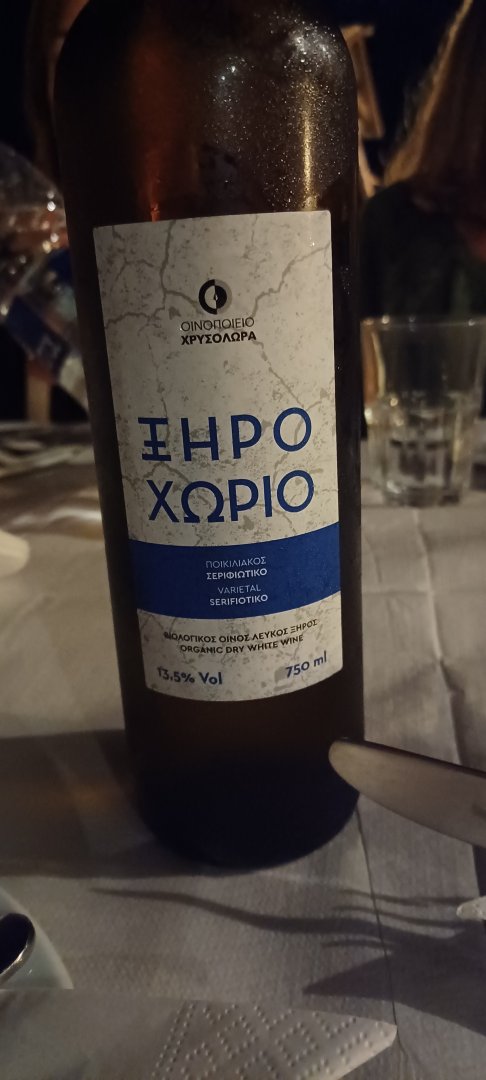 ΟΙΝΟΠΟΙΕΙΟ
ΧΡΥΣΟΛΩΡΑ
ΞΗΡΟ
ΧΩΡΙΟ
ΠΟΙΚΙΛΙΑΚΟΣ
ΣΕΡΙΦΙΩΤΙΚΟ
VARIETAL
SERIFIOTIKO
ΒΙΟΛΟΓΙΚΟΣ ΟΙΝΟΣ ΛΕΥΚΟΣ ΞΗΡΟΣ
ORGANIC DRY WHITE WINE
13,5% Vol 750 ml